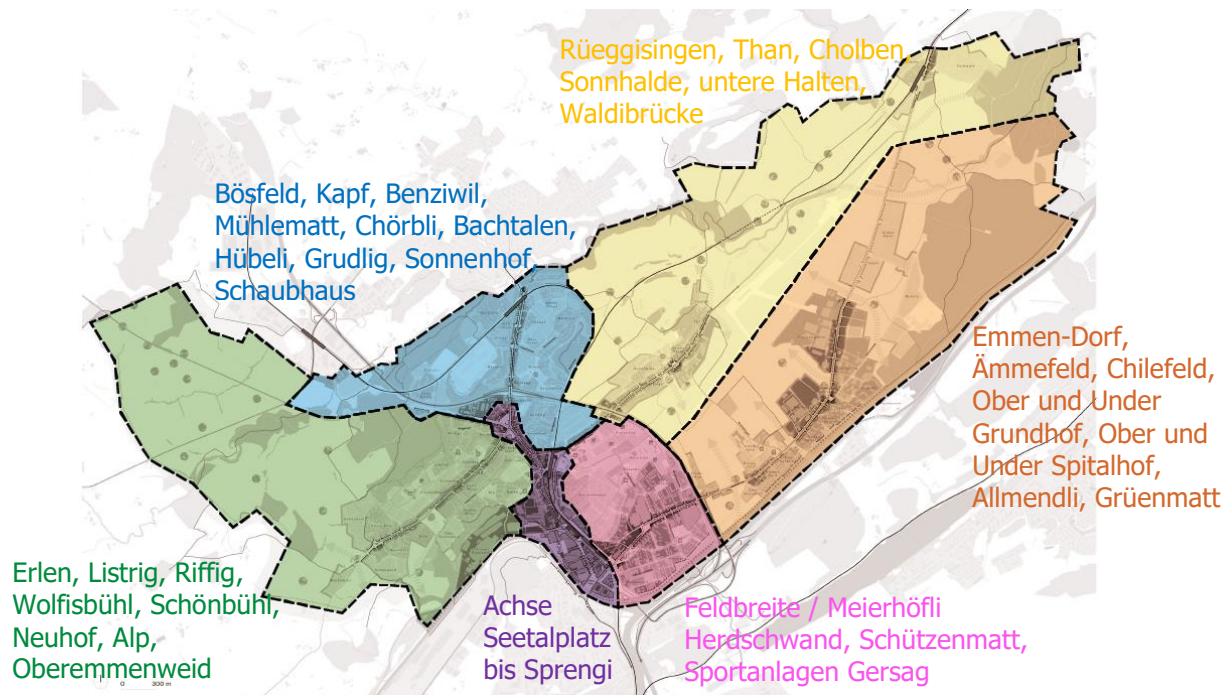 Rüeggisingen, Than, Cholben,
Sonnhalde, untere Halten,
Waldibrücke
Bösfeld, Kapf, Benziwil,
Mühlematt, Chörbli, Bachtalen,
Hübeli, Grudlig, Sonnenhof,
Schaubhaus
Emmen-Dorf,
Ämmefeld, Chilefeld,
Ober und Under
Grundhof, Ober und
Under Spitalhof,
Allmendli, Grüenmatt
Erlen, Listrig, Riffig,
Wolfisbühl, Schönbühl,
Neuhof, Alp,
Oberemmenweid
Achse
Seetalplatz
bis Sprengi
Feldbreite / Meierhöfli
Herdschwand, Schützenmatt,
Sportanlagen Gersag
0 300 m